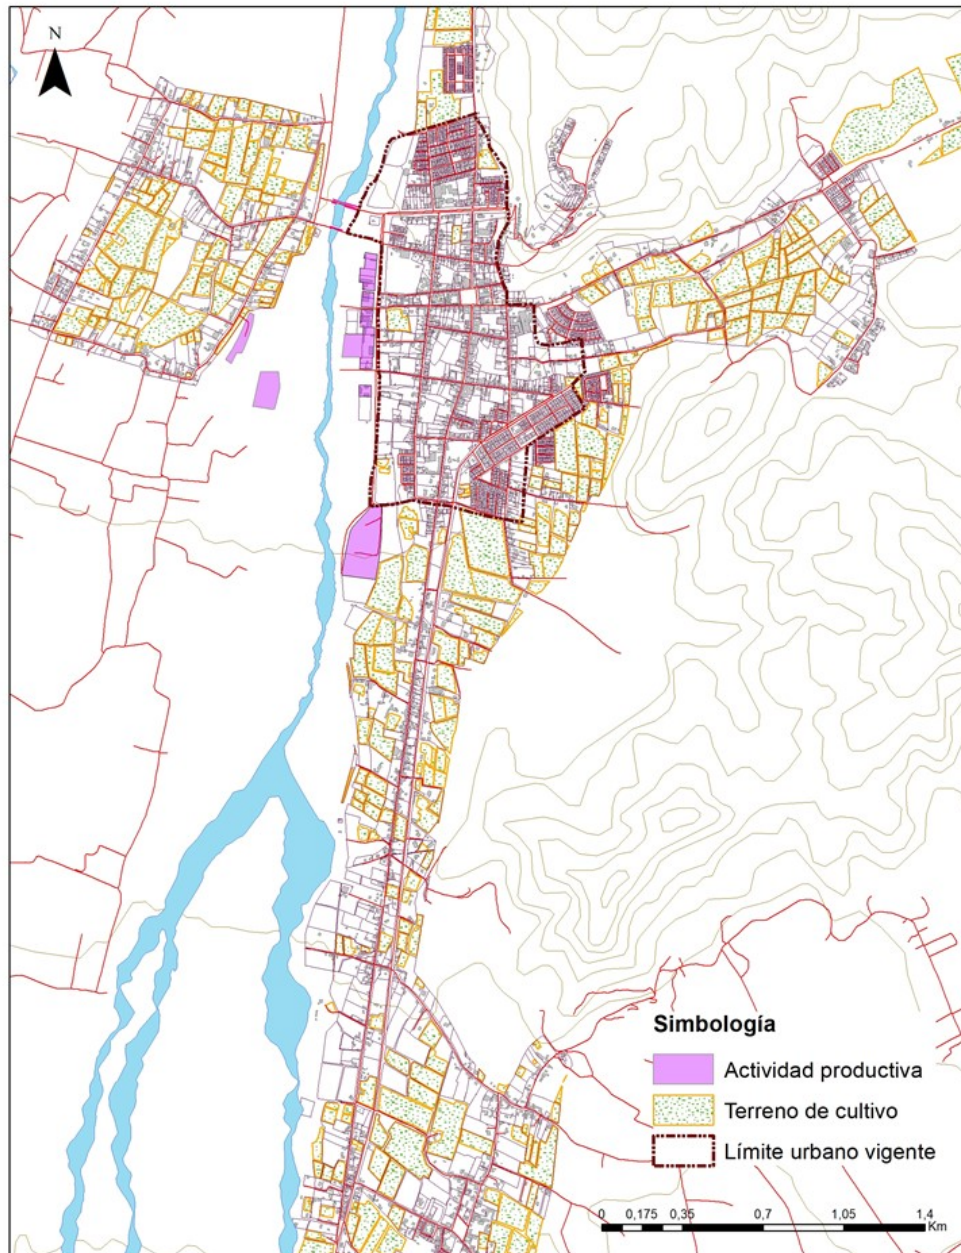 N
Simbología
Actividad productiva
Terreno de cultivo
Límite urbano vigente
0 0,175 0,35 0,7 1,05 1,4
Km